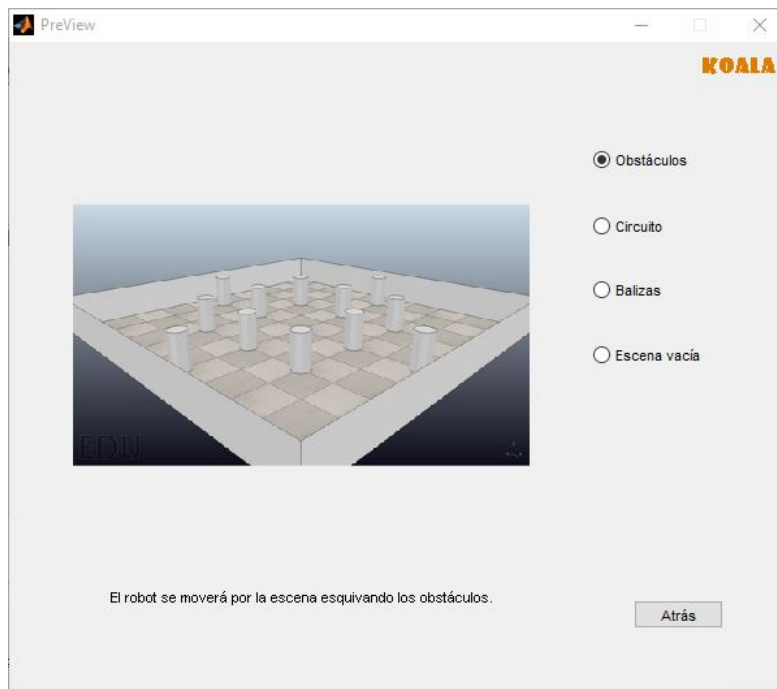 PreView
KOALA
Obstáculos
Circuito
Balizas
Escena vacía
EDU
El robot se moverá por la escena esquivando los obstáculos.
Atrás